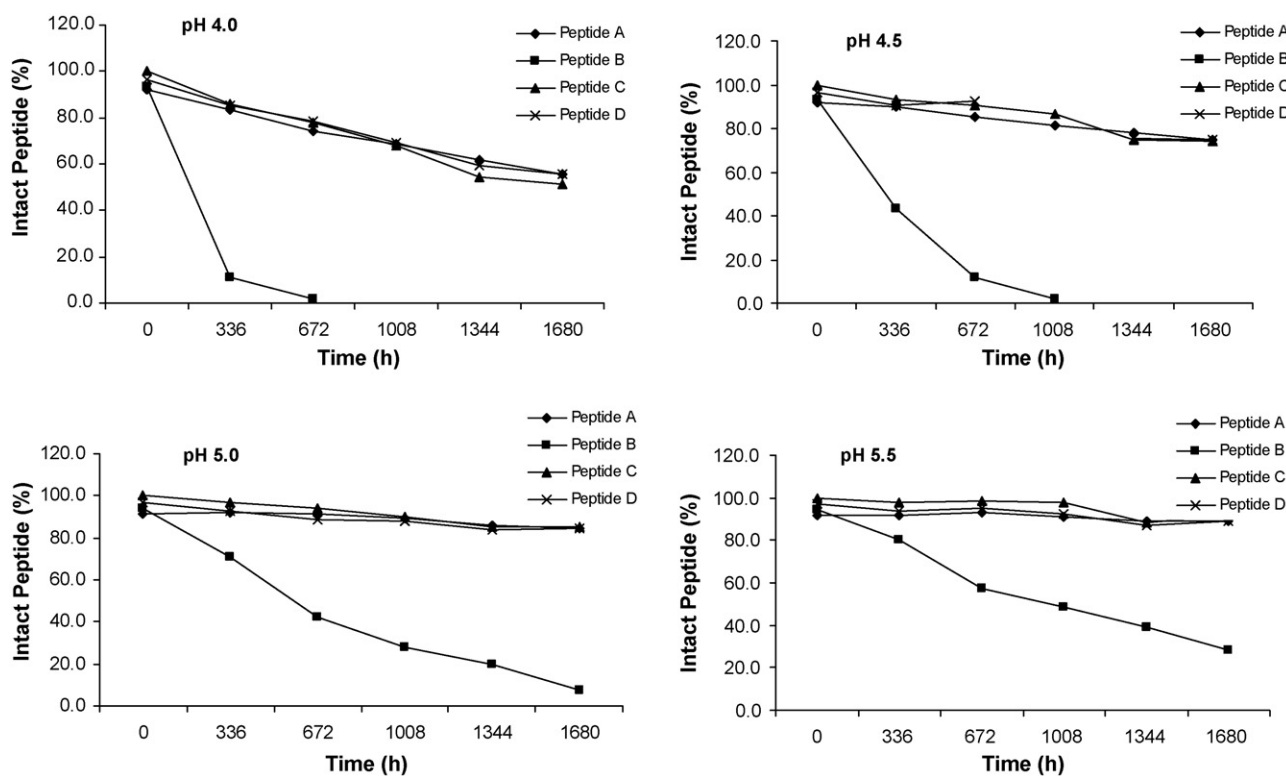 pH 4.0
Peptide A
Peptide B
Peptide C
Peptide D
Intact Peptide (%)
120.0
100.0
80.0
60.0
40.0
20.0
0.0
0 336 672 1008 1344 1680
Time (h)
pH 4.5
Peptide A
Peptide B
Peptide C
Peptide D
Intact Peptide (%)
120.0
100.0
80.0
60.0
40.0
20.0
0.0
0 336 672 1008 1344 1680
Time (h)
pH 5.0
Peptide A
Peptide B
Peptide C
Peptide D
Intact Peptide (%)
120.0
100.0
80.0
60.0
40.0
20.0
0.0
0 336 672 1008 1344 1680
Time (h)
pH 5.5
Peptide A
Peptide B
Peptide C
Peptide D
Intact Peptide (%)
120.0
100.0
80.0
60.0
40.0
20.0
0.0
0 336 672 1008 1344 1680
Time (h)